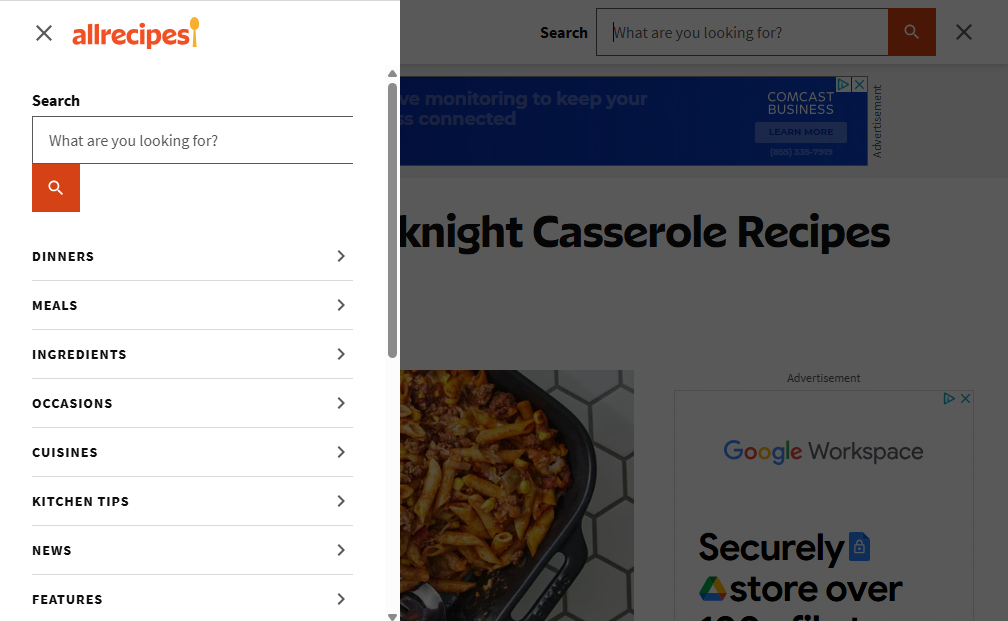 allrecipes
Search
What are you looking for?
DINNERS
MEALS
INGREDIENTS
OCCASIONS
CUISINES
KITCHEN TIPS
NEWS
FEATURES
Search
What are you looking for?
ve monitoring to keep your
ss connected
COMCAST
BUSINESS
LEARN MORE
(855) 335-7919
Advertisement
knight Casserole Recipes
Advertisement
Google Workspace
Securely
store over